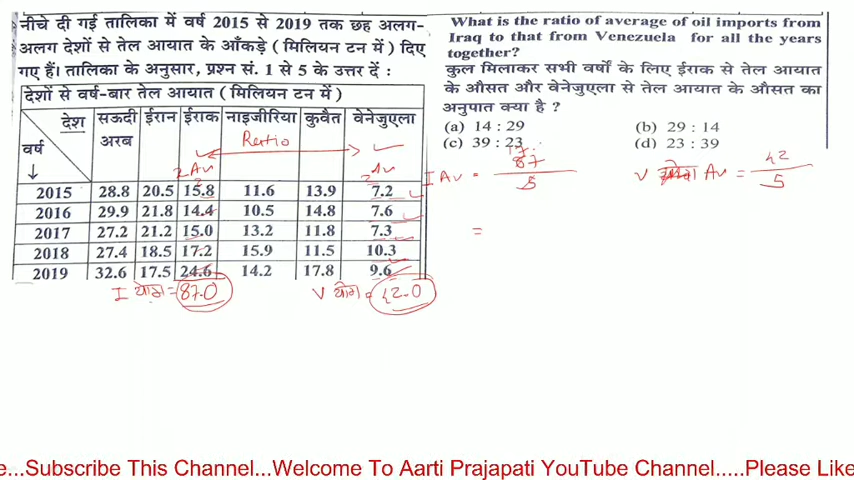 नीचे दी गई तालिका में वर्ष 2015 से 2019 तक छह अलग-
अलग देशों से तेल आयात के आँकड़े (मिलियन टन में) दिए
गए हैं। तालिका के अनुसार, प्रश्न सं. 1 से 5 के उत्तर दें :
देशों से वर्ष-बार तेल आयात (मिलियन टन में)
देश सऊदी अरब ईरान ईराक नाइजीरिया कुवैत वेनेजुएला
वर्ष
Ratio
Av Av
2015 28.8 20.5 15.8 11.6 13.9 7.2
2016 29.9 21.8 14.4 10.5 14.8 7.6
2017 27.2 21.2 15.0 13.2 11.8 7.3
2018 27.4 18.5 17.2 15.9 11.5 10.3
2019 32.6 17.5 24.6 14.2 17.8 9.6
I योग = 87.0 V योग = 42.0
What is the ratio of average of oil imports from
Iraq to that from Venezuela for all the years
together?
कुल मिलाकर सभी वर्षों के लिए ईराक से तेल आयात
के औसत और वेनेजुएला से तेल आयात के औसत का
अनुपात क्या है ?
(a) 14 : 29 (b) 29 : 14
(c) 39 : 23 (d) 23 : 39
I Av = 87 / 5 V Av = 42 / 5
=
e...Subscribe This Channel...Welcome To Aarti Prajapati YouTube Channel.....Please Like